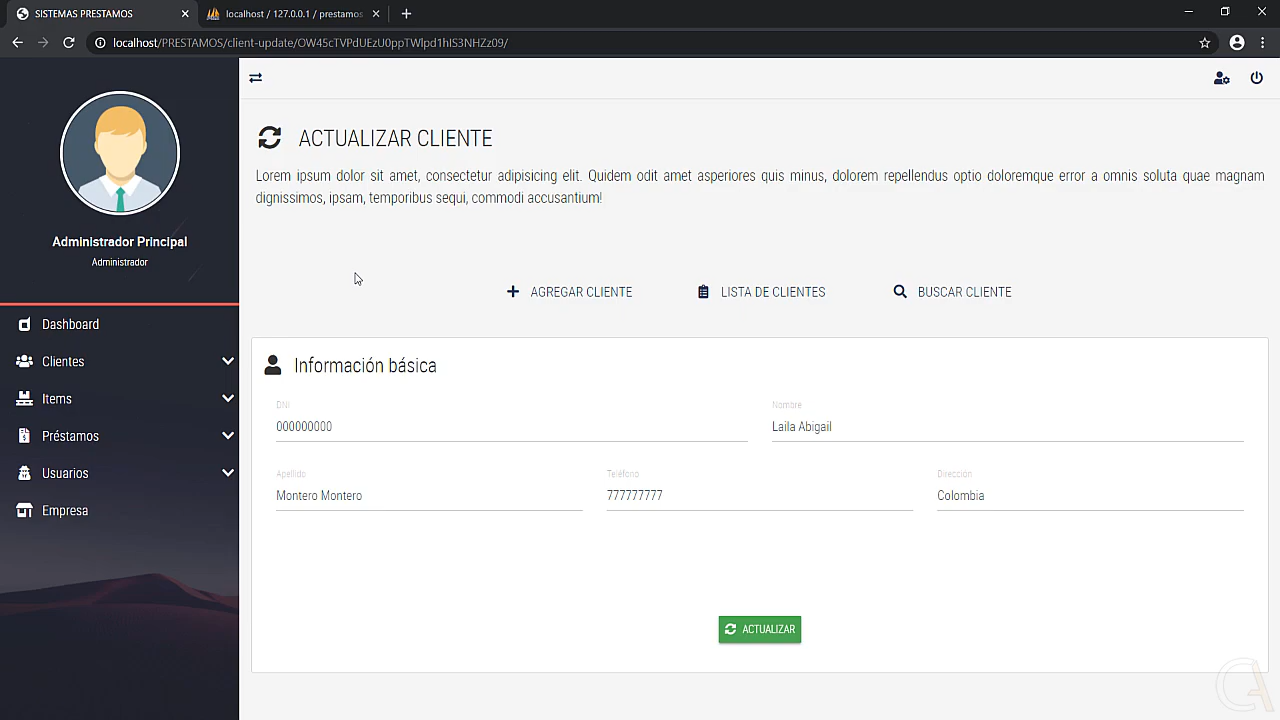 SISTEMAS PRESTAMOS
localhost / 127.0.0.1 / prestamos
localhost/PRESTAMOS/client-update/OW45cTVPdUEzU0ppTWlpd1hlS3NHZz09/
Administrador Principal
Administrador
Dashboard
Clientes
Items
Préstamos
Usuarios
Empresa
ACTUALIZAR CLIENTE
Lorem ipsum dolor sit amet, consectetur adipisicing elit. Quidem odit amet asperiores quis minus, dolorem repellendus optio doloremque error a omnis soluta quae magnam
dignissimos, ipsam, temporibus sequi, commodi accusantium!
AGREGAR CLIENTE LISTA DE CLIENTES BUSCAR CLIENTE
Información básica
DNI Nombre
000000000 Laila Abigail
Apellido Teléfono Dirección
Montero Montero 777777777 Colombia
ACTUALIZAR